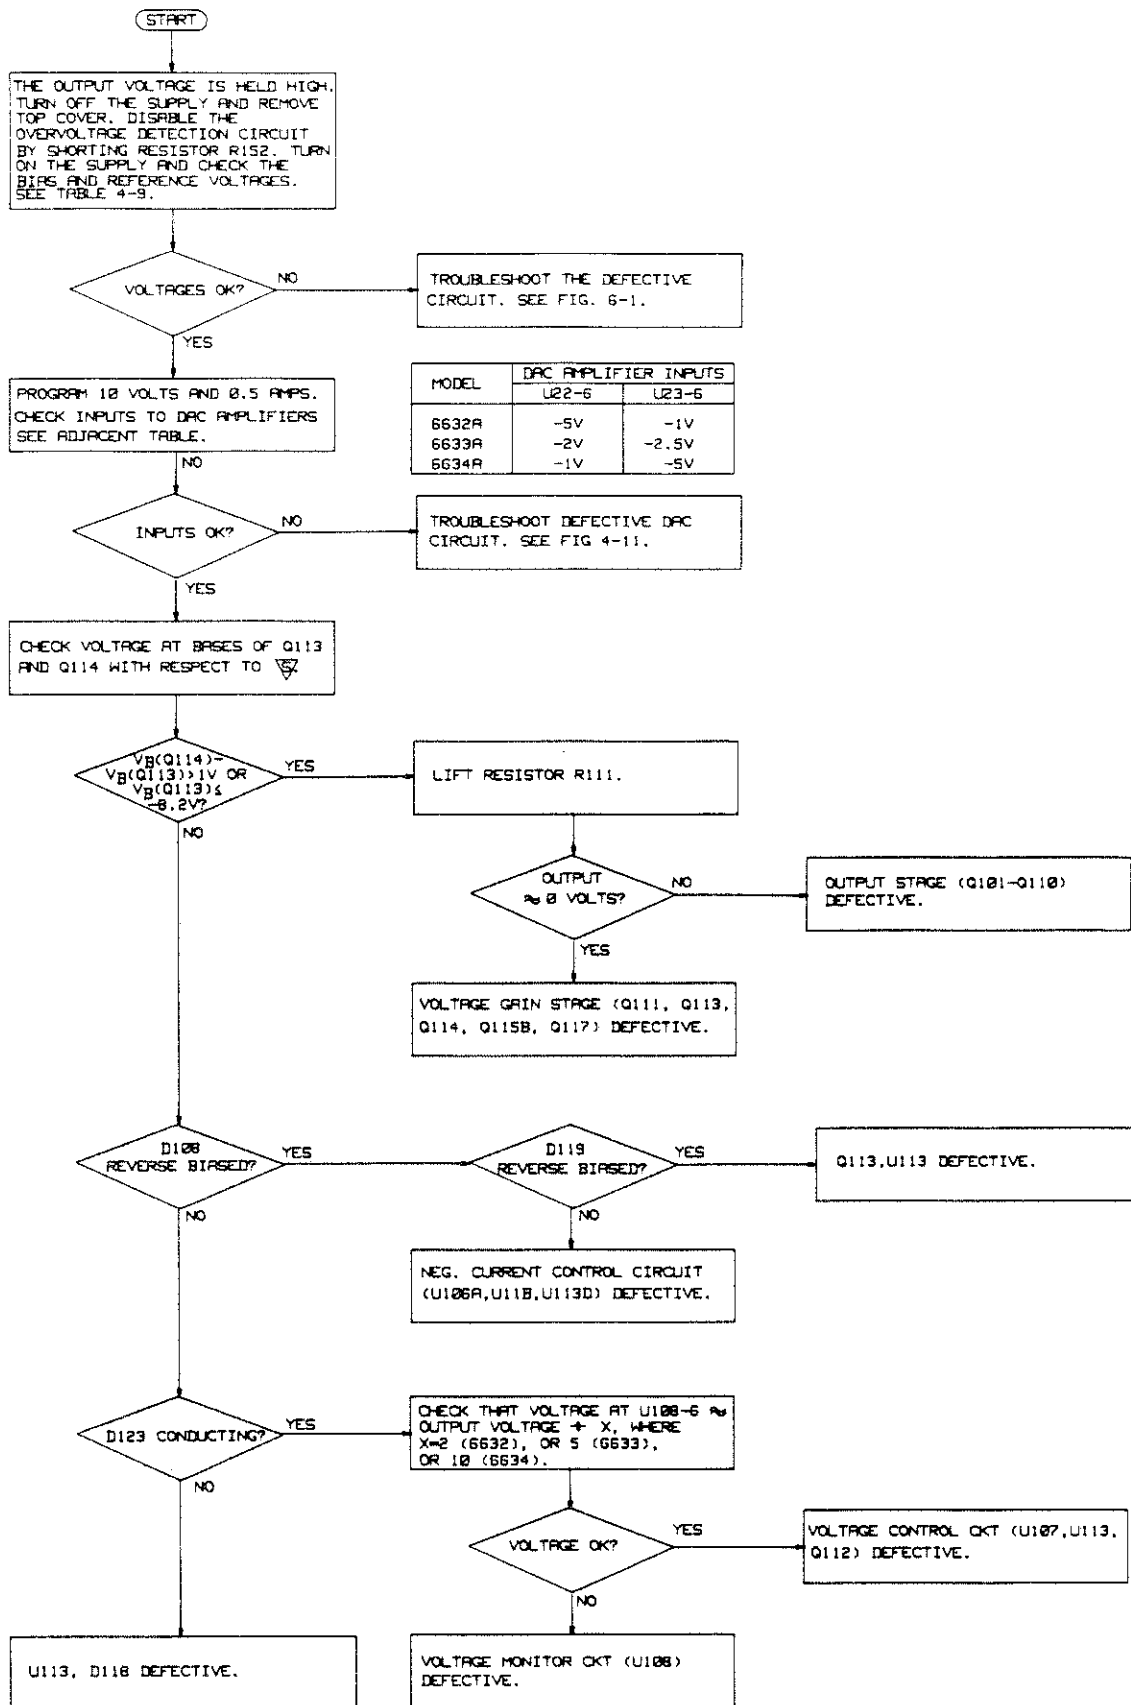 START
THE OUTPUT VOLTAGE IS HELD HIGH.
TURN OFF THE SUPPLY AND REMOVE
TOP COVER. DISABLE THE
OVERVOLTAGE DETECTION CIRCUIT
BY SHORTING RESISTOR R152. TURN
ON THE SUPPLY AND CHECK THE
BIAS AND REFERENCE VOLTAGES.
SEE TABLE 4-9.
VOLTAGES OK?
NO
TROUBLESHOOT THE DEFECTIVE
CIRCUIT. SEE FIG. 6-1.
YES
PROGRAM 10 VOLTS AND 0.5 AMPS.
CHECK INPUTS TO DAC AMPLIFIERS
SEE ADJACENT TABLE.
MODEL DAC AMPLIFIER INPUTS
U22-6 U23-6
6632A -5V -1V
6633A -2V -2.5V
6634A -1V -5V
NO
INPUTS OK?
NO
TROUBLESHOOT DEFECTIVE DAC
CIRCUIT. SEE FIG 4-11.
YES
CHECK VOLTAGE AT BASES OF Q113
AND Q114 WITH RESPECT TO
VB(Q114)-
VB(Q113)>1V OR
VB(Q113)≤
-8.2V?
YES
LIFT RESISTOR R111.
NO
OUTPUT
≈ 0 VOLTS?
NO
OUTPUT STAGE (Q101-Q110)
DEFECTIVE.
YES
VOLTAGE GAIN STAGE (Q111, Q113,
Q114, Q115B, Q117) DEFECTIVE.
D108
REVERSE BIASED?
YES
D119
REVERSE BIASED?
YES
Q113,U113 DEFECTIVE.
NO
NO
NEG. CURRENT CONTROL CIRCUIT
(U106A,U11B,U113D) DEFECTIVE.
D123 CONDUCTING?
YES
CHECK THAT VOLTAGE AT U108-6 ≈
OUTPUT VOLTAGE ÷ X, WHERE
X=2 (6632), OR 5 (6633),
OR 10 (6634).
NO
VOLTAGE OK?
YES
VOLTAGE CONTROL CKT (U107,U113,
Q112) DEFECTIVE.
NO
U113, D118 DEFECTIVE.
VOLTAGE MONITOR CKT (U108)
DEFECTIVE.